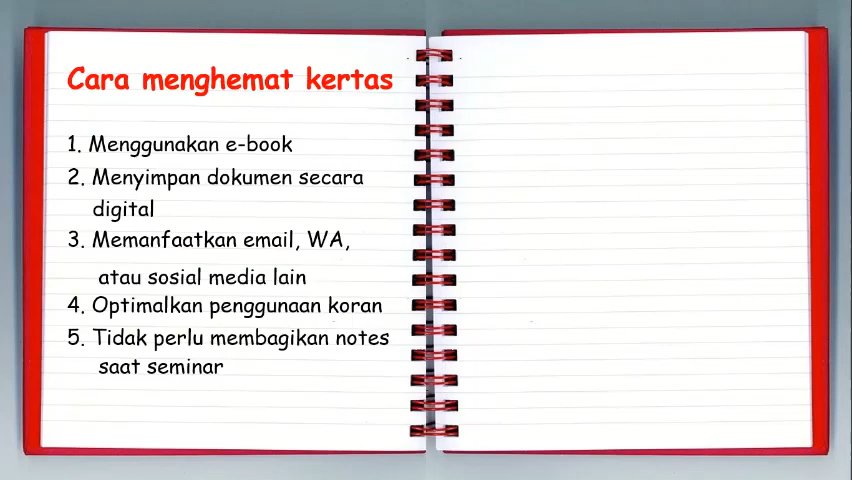 Cara menghemat kertas
1. Menggunakan e-book
2. Menyimpan dokumen secara
digital
3. Memanfaatkan email, WA,
atau sosial media lain
4. Optimalkan penggunaan koran
5. Tidak perlu membagikan notes
saat seminar